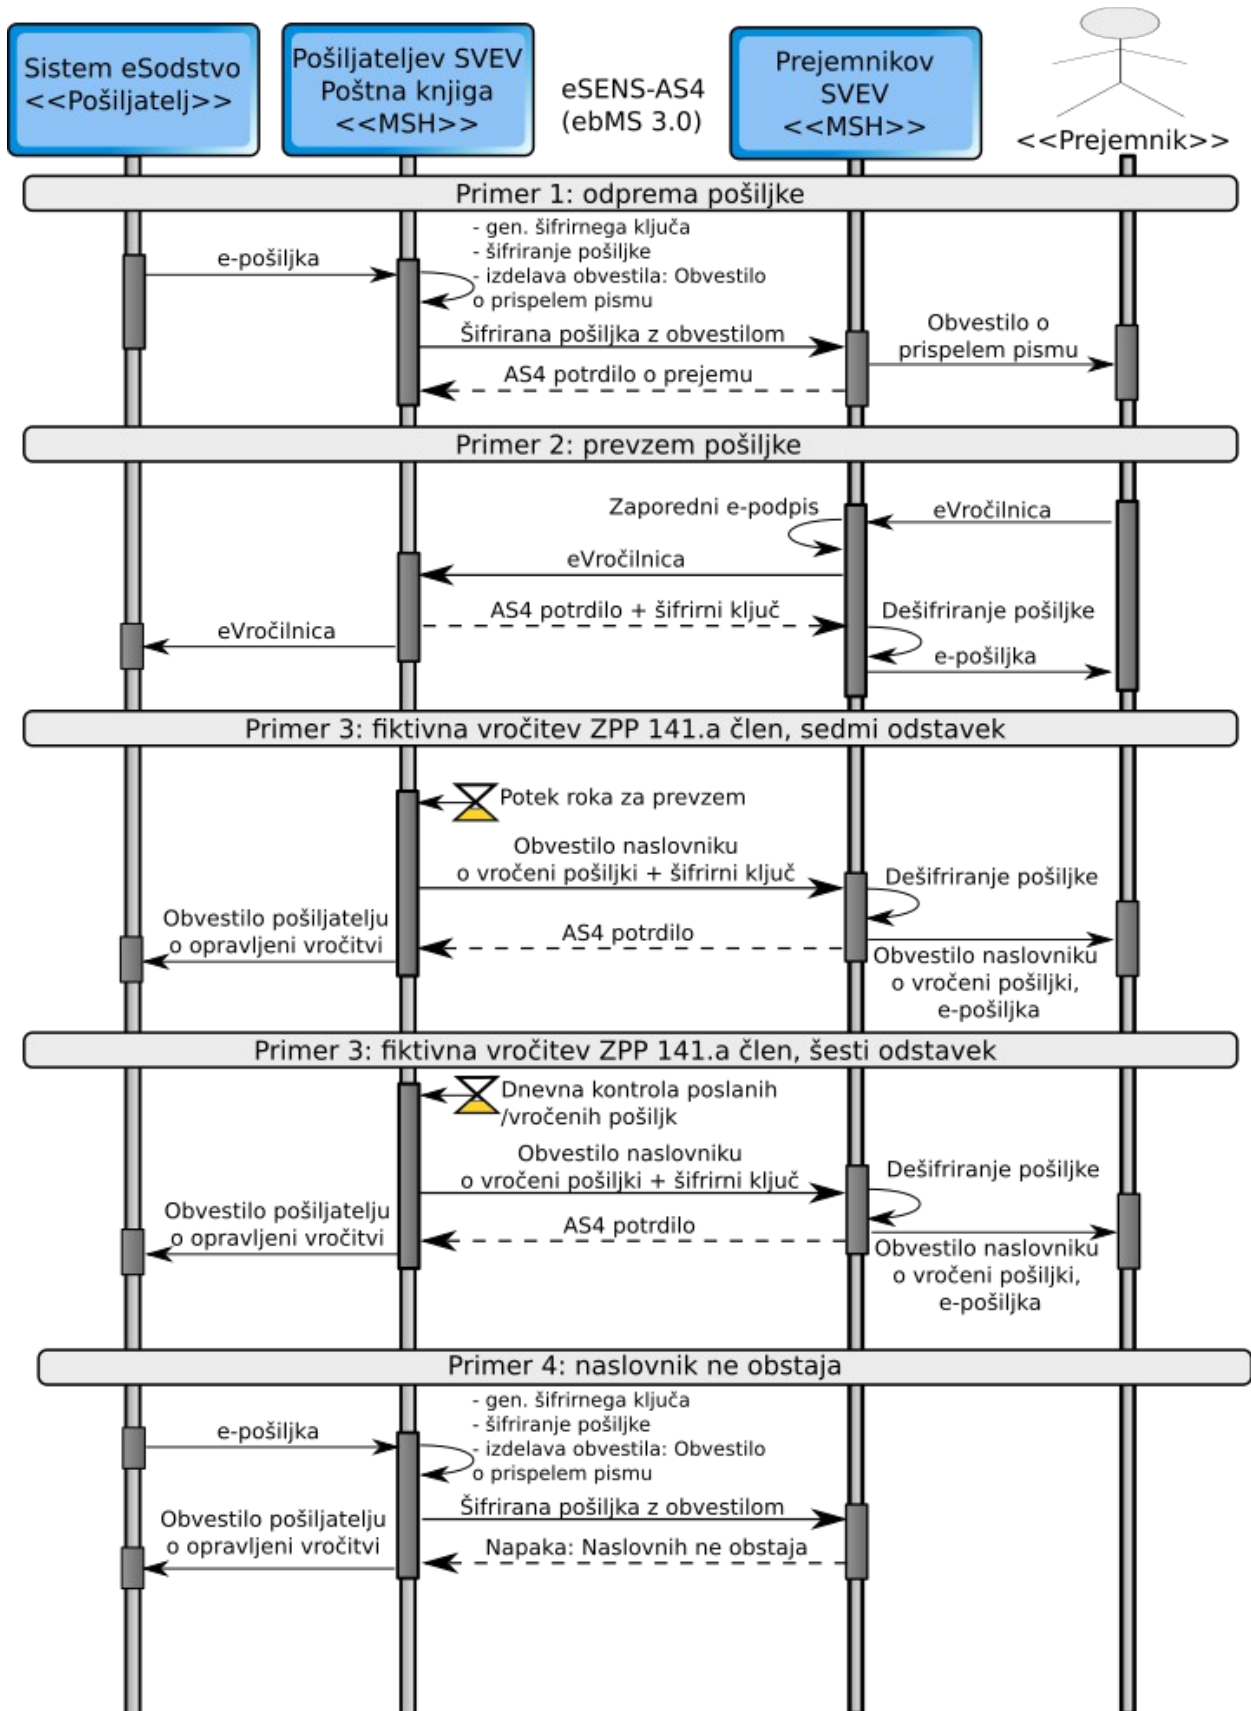 Sistem eSodstvo
<<Pošiljatelj>>
Pošiljateljev SVEV
Poštna knjiga
<<MSH>>
eSENS-AS4
(ebMS 3.0)
Prejemnikov
SVEV
<<MSH>>
<<Prejemnik>>
Primer 1: odprema pošiljke
- gen. šifrirnega ključa
- šifriranje pošiljke
- izdelava obvestila: Obvestilo
o prispelem pismu
e-pošiljka
Šifrirana pošiljka z obvestilom
Obvestilo o
prispelem pismu
AS4 potrdilo o prejemu
Primer 2: prevzem pošiljke
eVročilnica
Zaporedni e-podpis
eVročilnica
AS4 potrdilo + šifrirni ključ
Dešifriranje pošiljke
eVročilnica
e-pošiljka
Primer 3: fiktivna vročitev ZPP 141.a člen, sedmi odstavek
Potek roka za prevzem
Obvestilo naslovniku
o vročeni pošiljki + šifrirni ključ
Dešifriranje pošiljke
Obvestilo pošiljatelju
o opravljeni vročitvi
AS4 potrdilo
Obvestilo naslovniku
o vročeni pošiljki,
e-pošiljka
Primer 3: fiktivna vročitev ZPP 141.a člen, šesti odstavek
Dnevna kontrola poslanih
/vročenih pošiljk
Obvestilo naslovniku
o vročeni pošiljki + šifrirni ključ
Dešifriranje pošiljke
Obvestilo pošiljatelju
o opravljeni vročitvi
AS4 potrdilo
Obvestilo naslovniku
o vročeni pošiljki,
e-pošiljka
Primer 4: naslovnik ne obstaja
- gen. šifrirnega ključa
- šifriranje pošiljke
- izdelava obvestila: Obvestilo
o prispelem pismu
e-pošiljka
Šifrirana pošiljka z obvestilom
Obvestilo pošiljatelju
o opravljeni vročitvi
Napaka: Naslovnih ne obstaja